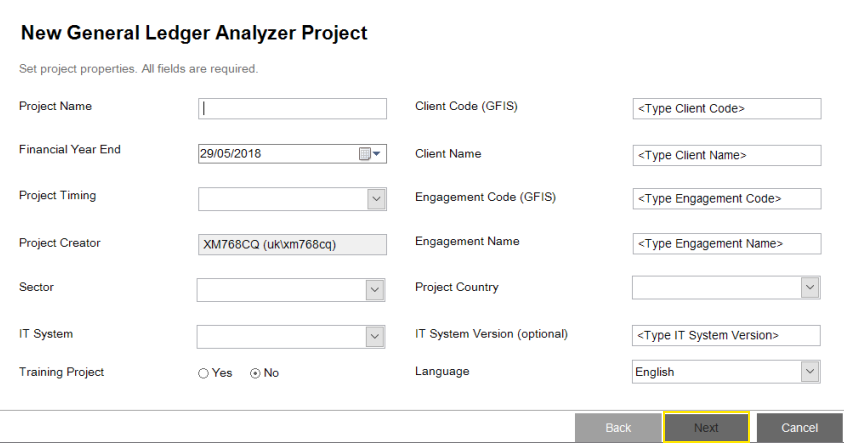 New General Ledger Analyzer Project
Set project properties. All fields are required.
Project Name
Client Code (GFIS) <Type Client Code>
Financial Year End 29/05/2018
Client Name <Type Client Name>
Project Timing
Engagement Code (GFIS) <Type Engagement Code>
Project Creator XM768CQ (uk\xm768cq)
Engagement Name <Type Engagement Name>
Sector
Project Country
IT System
IT System Version (optional) <Type IT System Version>
Training Project Yes No
Language English
Back Next Cancel